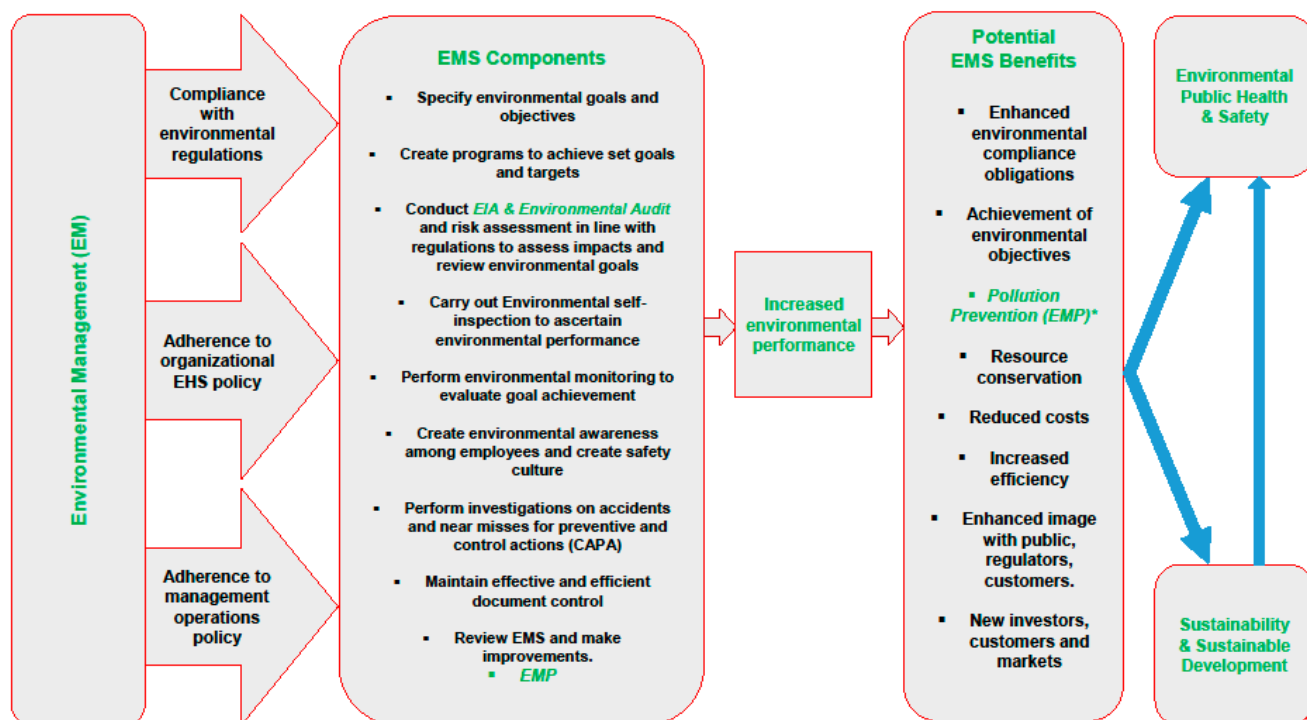 Environmental Management (EM)
Compliance
with
environmental
regulations
Adherence to
organizational
EHS policy
Adherence to
management
operations
policy
EMS Components
▪ Specify environmental goals and
objectives
▪ Create programs to achieve set goals
and targets
▪ Conduct EIA & Environmental Audit
and risk assessment in line with
regulations to assess impacts and
review environmental goals
▪ Carry out Environmental self-
inspection to ascertain
environmental performance
▪ Perform environmental monitoring to
evaluate goal achievement
▪ Create environmental awareness
among employees and create safety
culture
▪ Perform investigations on accidents
and near misses for preventive and
control actions (CAPA)
▪ Maintain effective and efficient
document control
▪ Review EMS and make
improvements.
▪ EMP
Increased
environmental
performance
Potential
EMS Benefits
▪ Enhanced
environmental
compliance
obligations
▪ Achievement of
environmental
objectives
▪ Pollution
Prevention (EMP)*
▪ Resource
conservation
▪ Reduced costs
▪ Increased
efficiency
▪ Enhanced image
with public,
regulators,
customers.
▪ New investors,
customers and
markets
Environmental
Public Health
& Safety
Sustainability
& Sustainable
Development